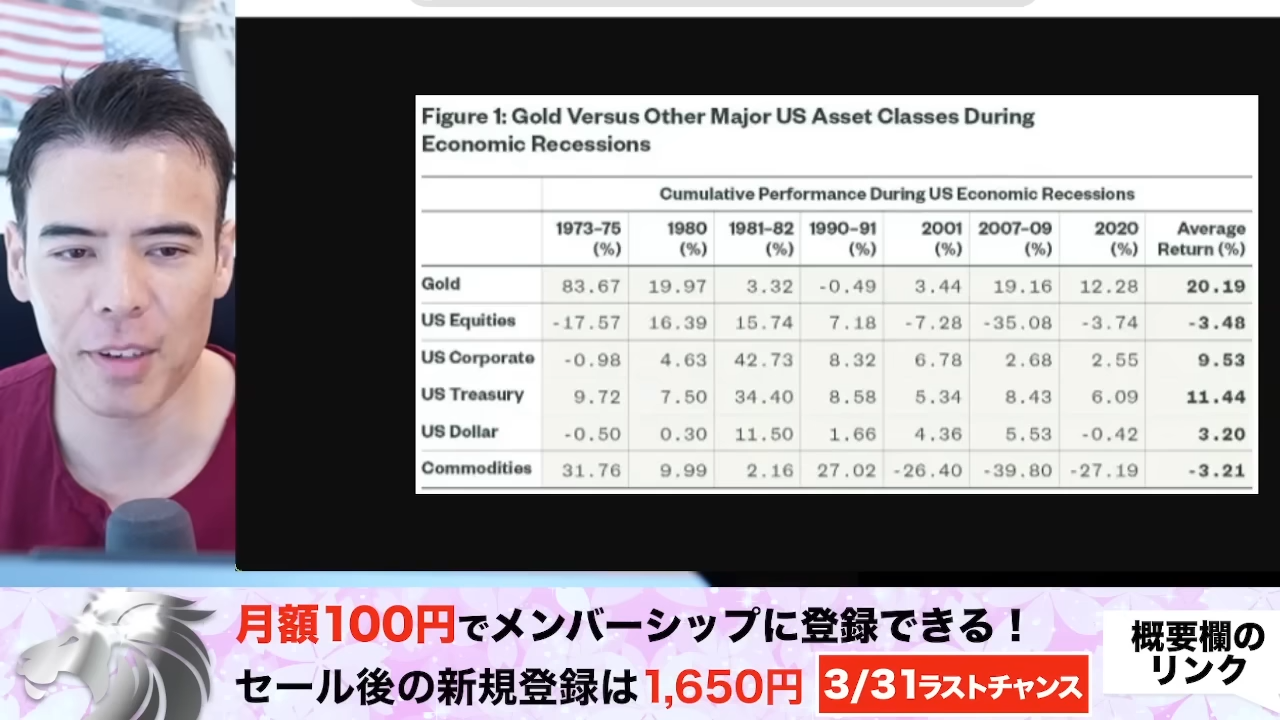 Figure 1: Gold Versus Other Major US Asset Classes During
Economic Recessions
Cumulative Performance During US Economic Recessions
1973–75 (%) 1980 (%) 1981–82 (%) 1990–91 (%) 2001 (%) 2007–09 (%) 2020 (%) Average Return (%)
Gold 83.67 19.97 3.32 -0.49 3.44 19.16 12.28 20.19
US Equities -17.57 16.39 15.74 7.18 -7.28 -35.08 -3.74 -3.48
US Corporate -0.98 4.63 42.73 8.32 6.78 2.68 2.55 9.53
US Treasury 9.72 7.50 34.40 8.58 5.34 8.43 6.09 11.44
US Dollar -0.50 0.30 11.50 1.66 4.36 5.53 -0.42 3.20
Commodities 31.76 9.99 2.16 27.02 -26.40 -39.80 -27.19 -3.21
月額100円でメンバーシップに登録できる！
セール後の新規登録は1,650円 3/31ラストチャンス
概要欄の
リンク